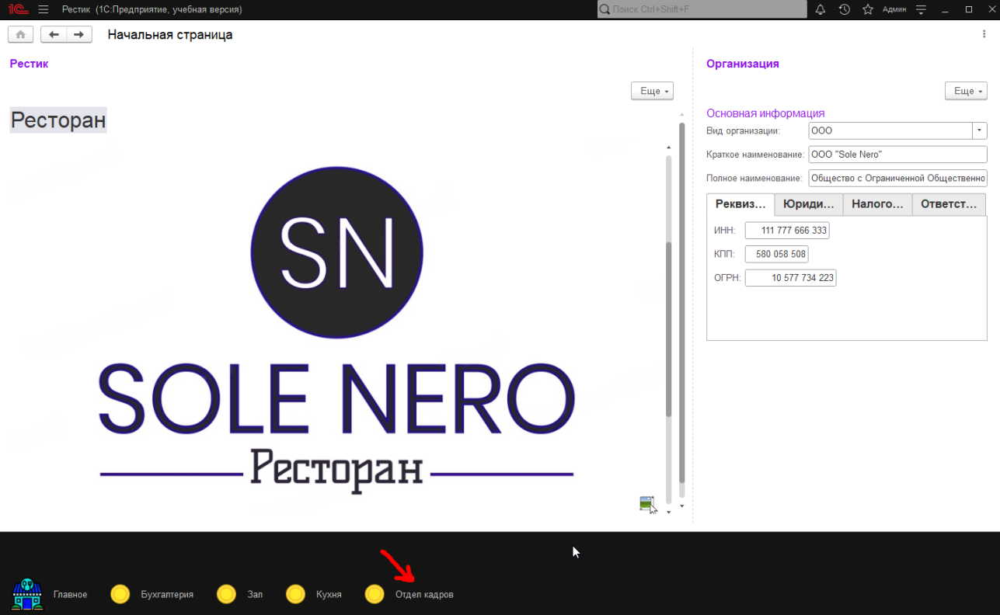 Рестик (1С:Предприятие, учебная версия)
Поиск Ctrl+Shift+F
Админ
Начальная страница
Рестик
Еще
Ресторан
SN
SOLE NERO
Ресторан
Организация
Еще
Основная информация
Вид организации: ООО
Краткое наименование: ООО "Sole Nero"
Полное наименование: Общество с Ограниченной Общественно
Реквиз... Юриди... Налого... Ответст...
ИНН: 111 777 666 333
КПП: 580 058 508
ОГРН: 10 577 734 223
Главное Бухгалтерия Зал Кухня Отдел кадров